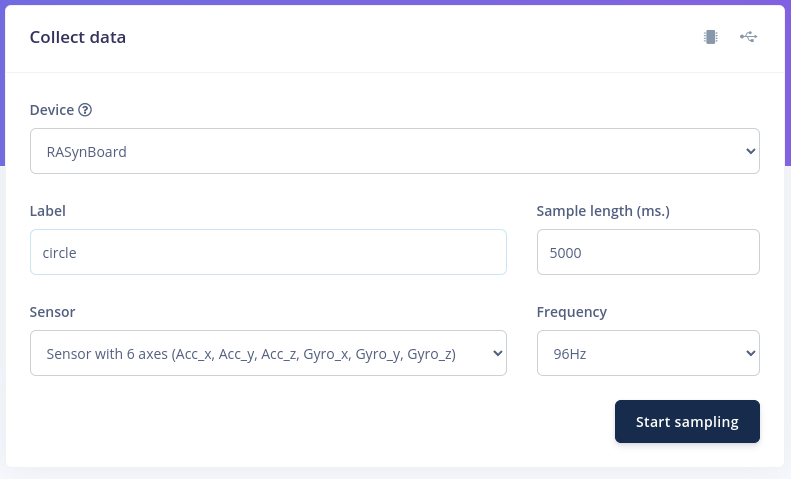 Collect data
Device
RASynBoard
Label
Sample length (ms.)
circle
5000
Sensor
Frequency
Sensor with 6 axes (Acc_x, Acc_y, Acc_z, Gyro_x, Gyro_y, Gyro_z)
96Hz
Start sampling